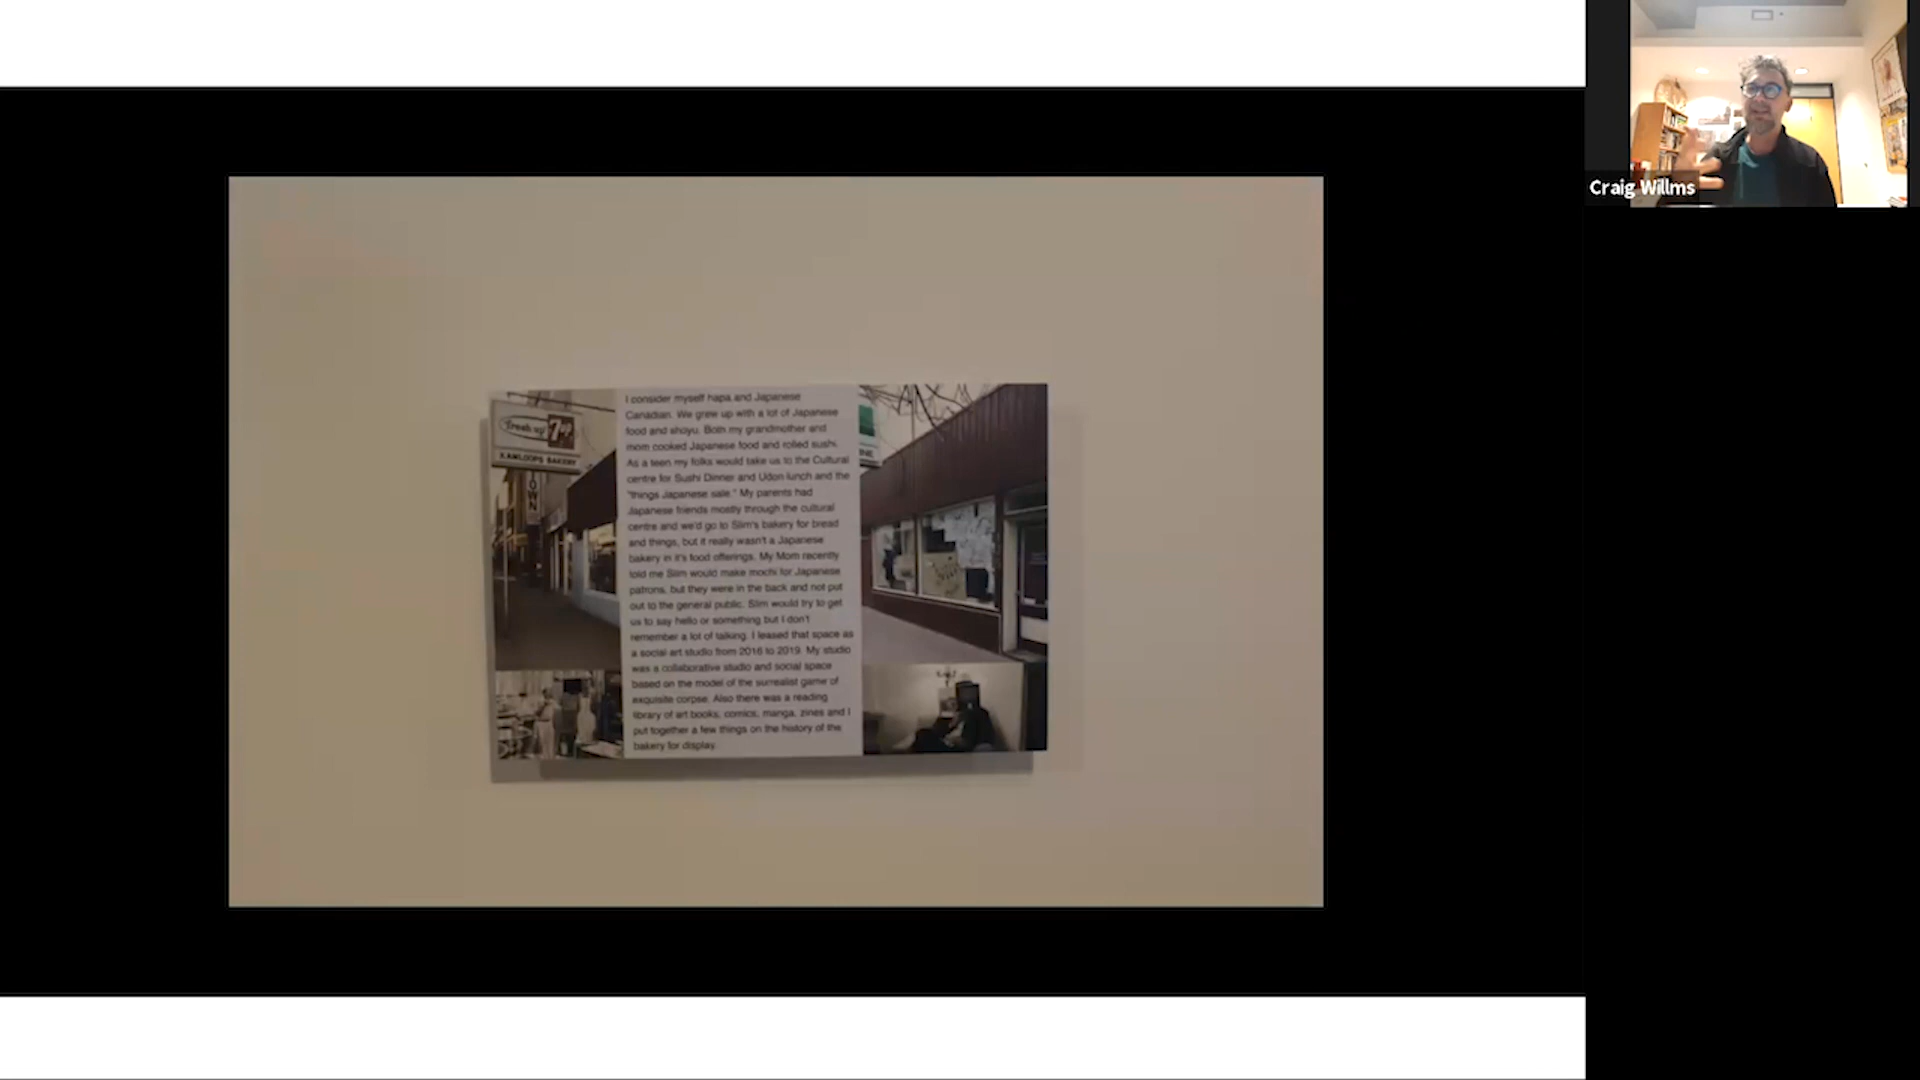 Craig Willms
fresh up 7up
KAMLOOPS BAKERY
TOWN
I consider myself hapa and Japanese
Canadian. We grew up with a lot of Japanese
food and shoyu. Both my grandmother and
mom cooked Japanese food and rolled sushi.
As a teen my folks would take us to the Cultural
centre for Sushi Dinner and Udon lunch and the
"things Japanese sale." My parents had
Japanese friends mostly through the cultural
centre and we'd go to Slim's bakery for bread
and things, but it really wasn't a Japanese
bakery in it's food offerings. My Mom recently
told me Slim would make mochi for Japanese
patrons, but they were in the back and not put
out to the general public. Slim would try to get
us to say hello or something but I don't
remember a lot of talking. I leased that space as
a social art studio from 2016 to 2019. My studio
was a collaborative studio and social space
based on the model of the surrealist game of
exquisite corpse. Also there was a reading
library of art books, comics, manga, zines and I
put together a few things on the history of the
bakery for display.